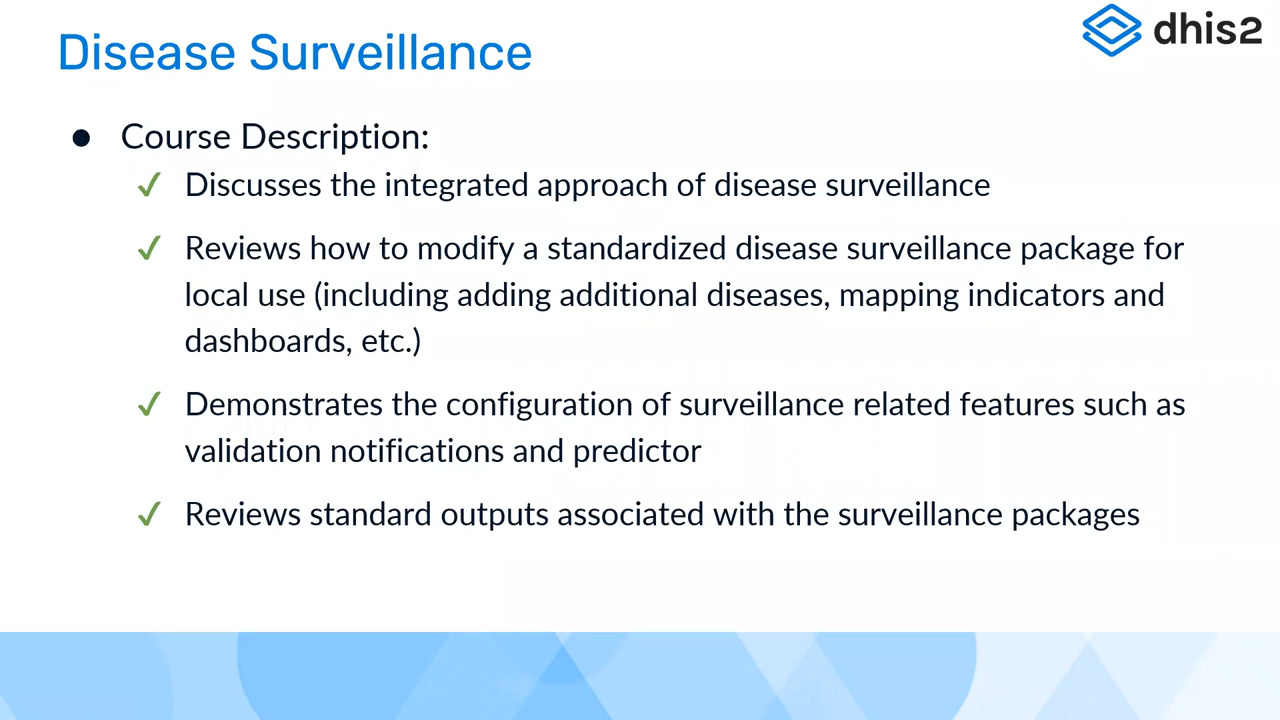 Disease Surveillance
dhis2
● Course Description:
✓ Discusses the integrated approach of disease surveillance
✓ Reviews how to modify a standardized disease surveillance package for
local use (including adding additional diseases, mapping indicators and
dashboards, etc.)
✓ Demonstrates the configuration of surveillance related features such as
validation notifications and predictor
✓ Reviews standard outputs associated with the surveillance packages